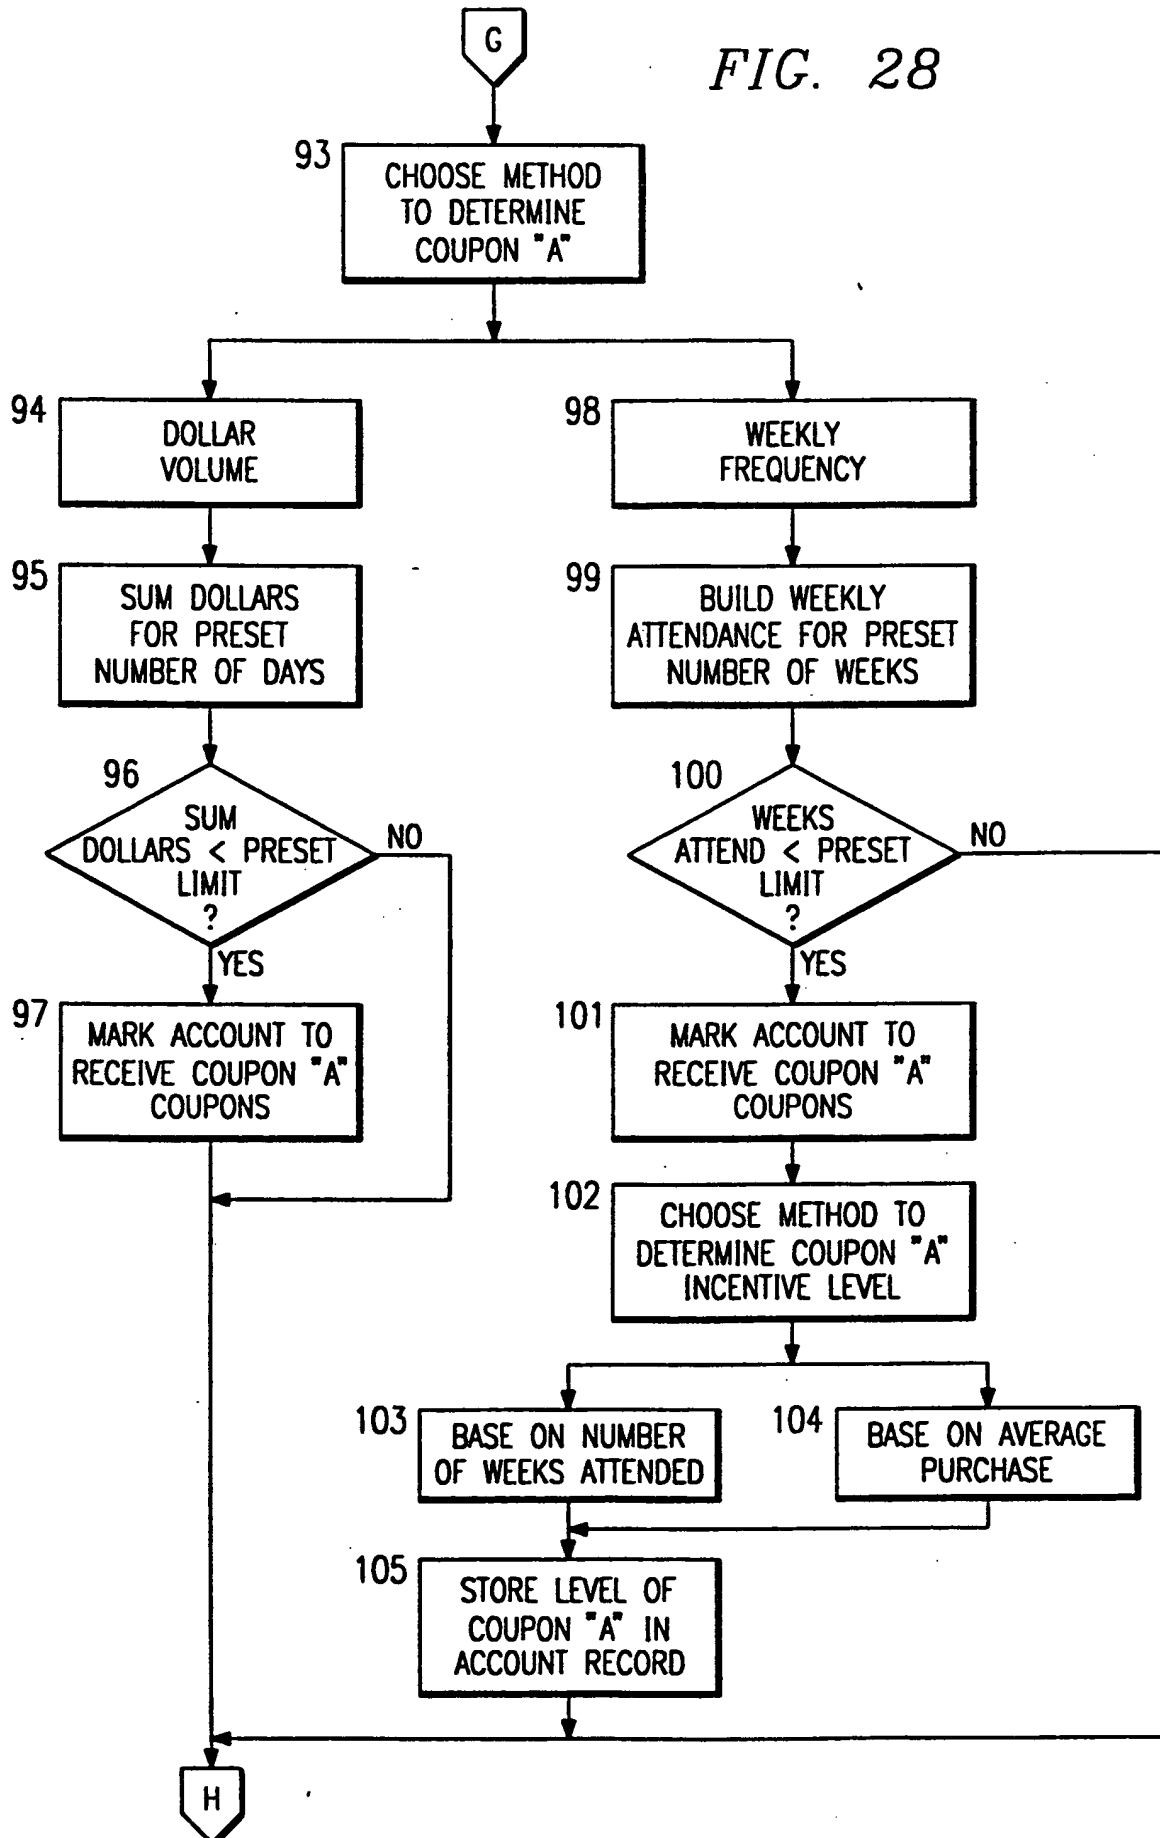 G
FIG. 28
93
CHOOSE METHOD
TO DETERMINE
COUPON "A"
94
DOLLAR
VOLUME
98
WEEKLY
FREQUENCY
95
SUM DOLLARS
FOR PRESET
NUMBER OF DAYS
99
BUILD WEEKLY
ATTENDANCE FOR PRESET
NUMBER OF WEEKS
96
SUM
DOLLARS < PRESET
LIMIT
?
NO
YES
100
WEEKS
ATTEND < PRESET
LIMIT
?
NO
YES
97
MARK ACCOUNT TO
RECEIVE COUPON "A"
COUPONS
101
MARK ACCOUNT TO
RECEIVE COUPON "A"
COUPONS
102
CHOOSE METHOD TO
DETERMINE COUPON "A"
INCENTIVE LEVEL
103
BASE ON NUMBER
OF WEEKS ATTENDED
104
BASE ON AVERAGE
PURCHASE
105
STORE LEVEL OF
COUPON "A" IN
ACCOUNT RECORD
H